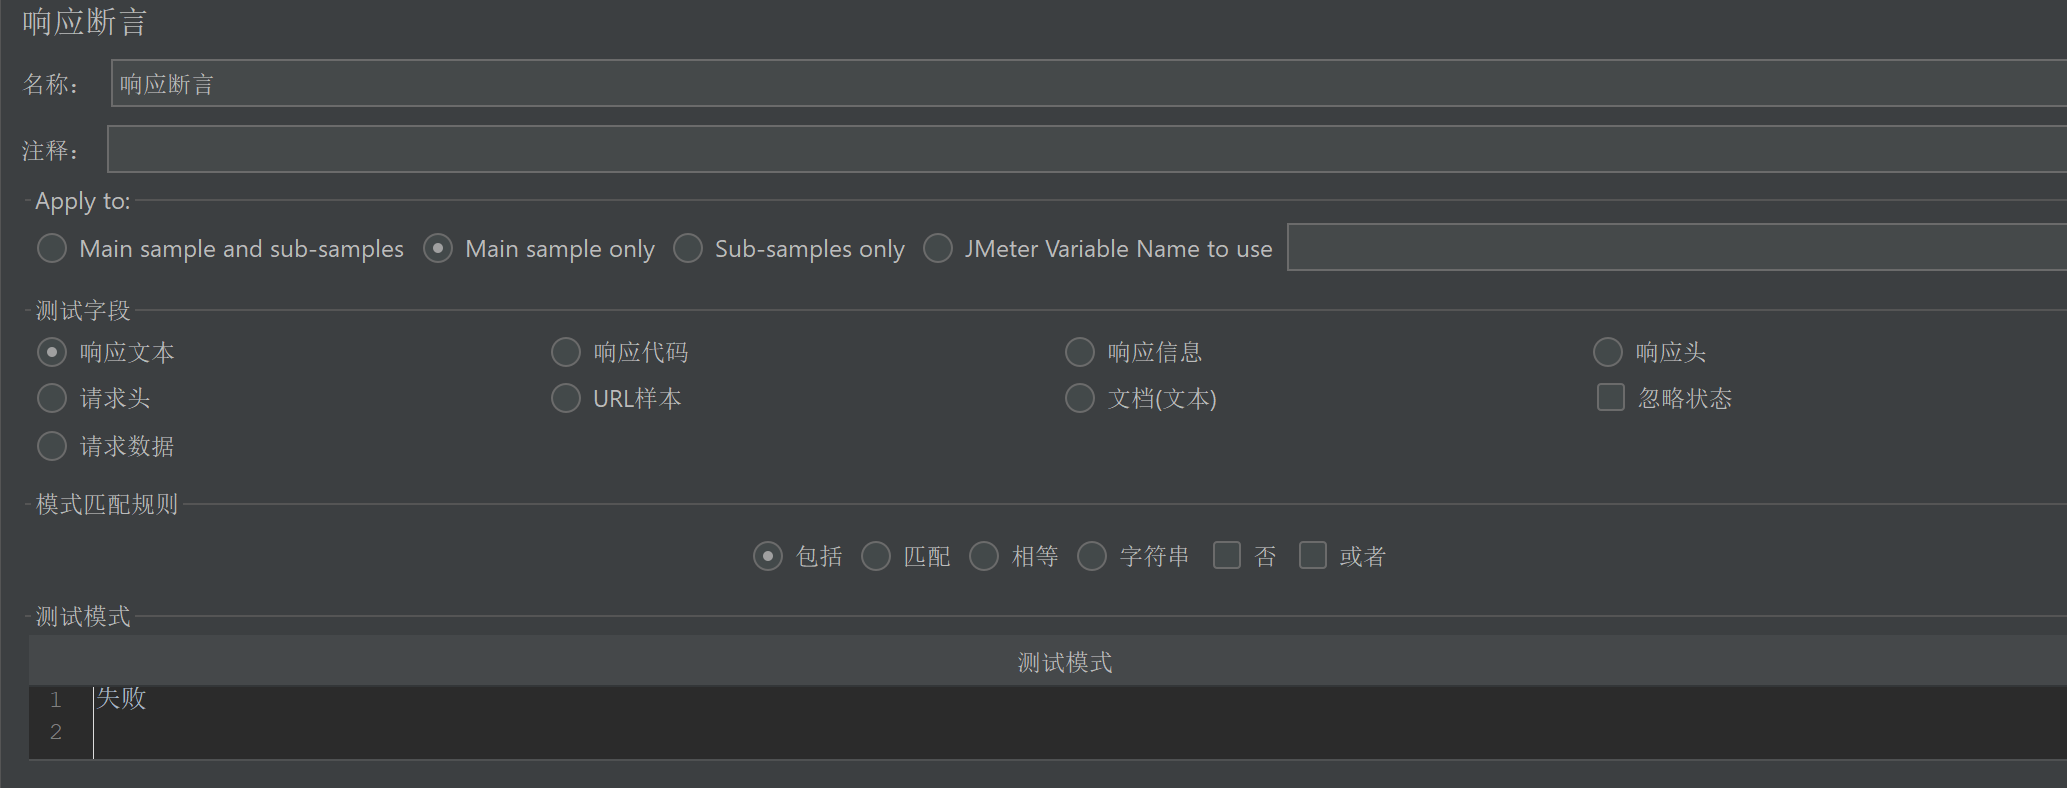 响应断言
名称： 响应断言
注释：
Apply to:
Main sample and sub-samples Main sample only Sub-samples only JMeter Variable Name to use
测试字段
响应文本 响应代码 响应信息 响应头
请求头 URL样本 文档(文本) 忽略状态
请求数据
模式匹配规则
包括 匹配 相等 字符串 否 或者
测试模式
测试模式
1 失败
2